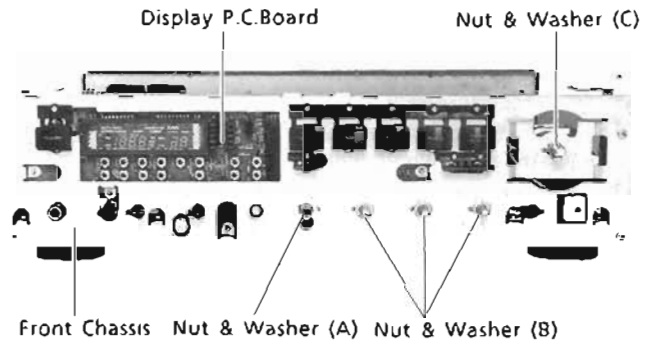 Display P.C.Board
Nut & Washer (C)
Front Chassis
Nut & Washer (A)
Nut & Washer (B)